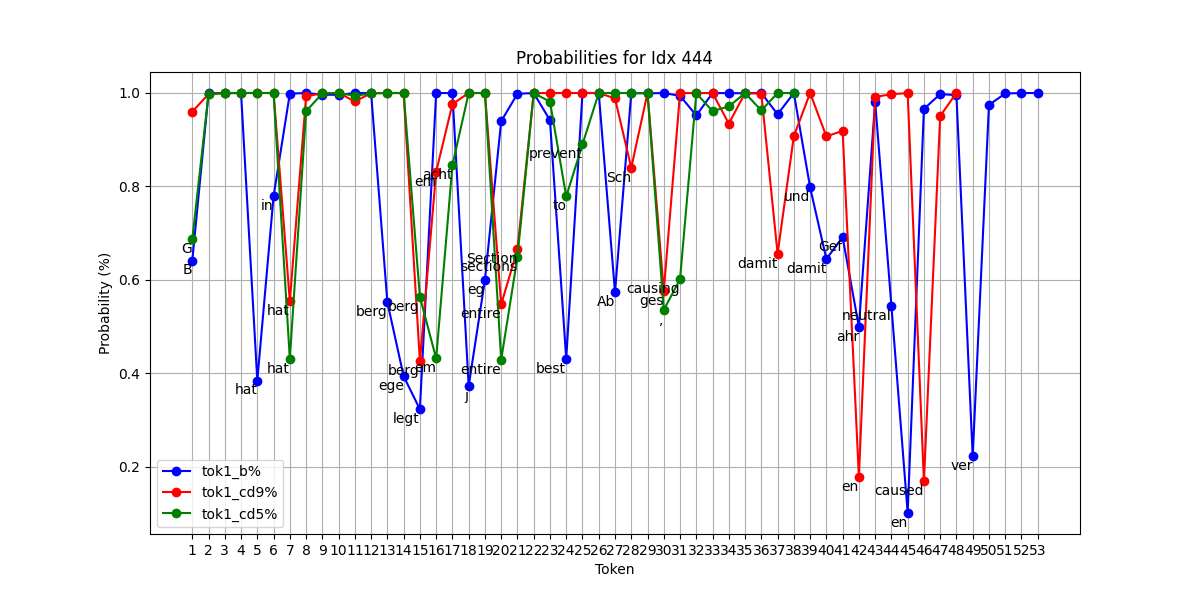 Probabilities for Idx 444
Probability (%)
1.0
0.8
0.6
0.4
0.2
G
B
hat
in
hat
hat
berg
ege
berg
berg
legt
em
em
acht
j
eg
Section
sections
entire
entire
prevent
to
best
Sch
Ab
causing
ges
,
damit
und
damit
Gef
neutral
ahr
en
caused
en
ver
tok1_b%
tok1_cd9%
tok1_cd5%
1 2 3 4 5 6 7 8 9 10 11 12 13 14 15 16 17 18 19 20 21 22 23 24 25 26 27 28 29 30 31 32 33 34 35 36 37 38 39 40 41 42 43 44 45 46 47 48 49 50 51 52 53
Token